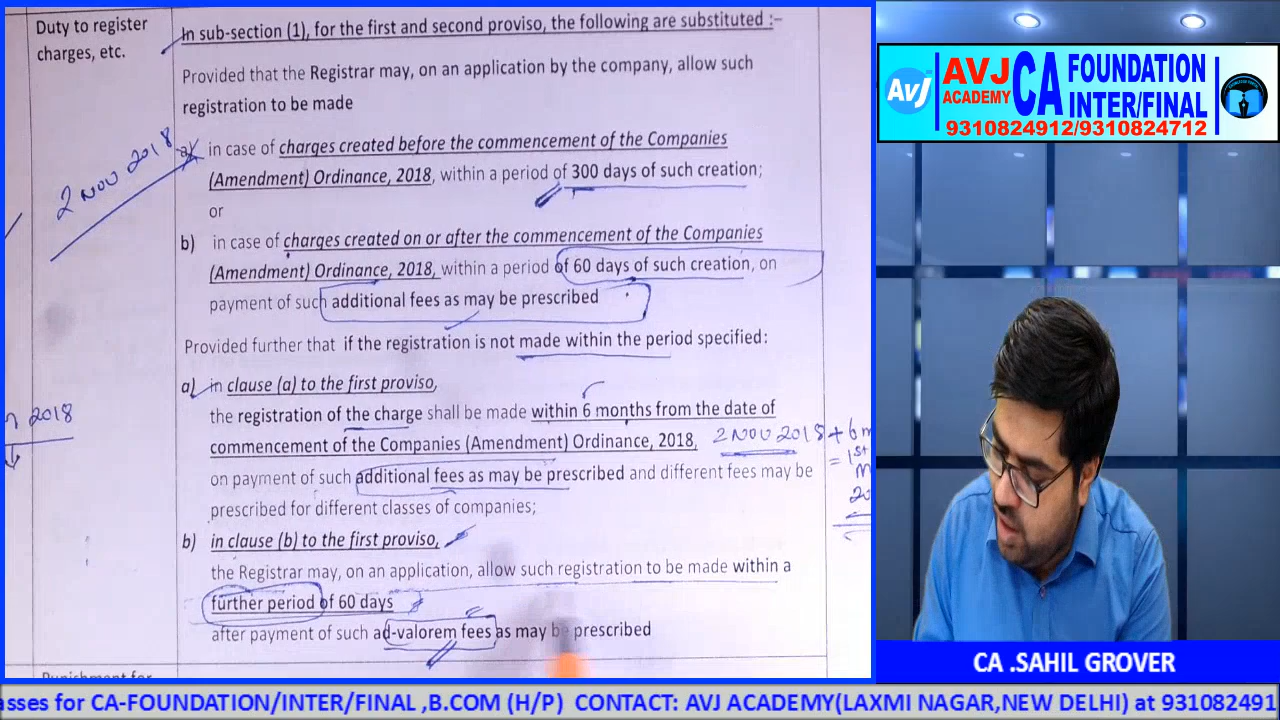 Duty to register
charges, etc.
In sub-section (1), for the first and second proviso, the following are substituted :–
Provided that the Registrar may, on an application by the company, allow such
registration to be made
2 NOV 2018
a) in case of charges created before the commencement of the Companies
(Amendment) Ordinance, 2018, within a period of 300 days of such creation;
or
b) in case of charges created on or after the commencement of the Companies
(Amendment) Ordinance, 2018, within a period of 60 days of such creation, on
payment of such additional fees as may be prescribed
Provided further that if the registration is not made within the period specified:
a) in clause (a) to the first proviso,
2018
the registration of the charge shall be made within 6 months from the date of
commencement of the Companies (Amendment) Ordinance, 2018, 2 NOV 2018 + 6 m
= 1st
M
20
on payment of such additional fees as may be prescribed and different fees may be
prescribed for different classes of companies;
b) in clause (b) to the first proviso,
the Registrar may, on an application, allow such registration to be made within a
further period of 60 days
after payment of such ad-valorem fees as may be prescribed
AVJ
AVJ
ACADEMY
CA
FOUNDATION
INTER/FINAL
9310824912/9310824712
CA .SAHIL GROVER
asses for CA-FOUNDATION/INTER/FINAL ,B.COM (H/P) CONTACT: AVJ ACADEMY(LAXMI NAGAR,NEW DELHI) at 931082491